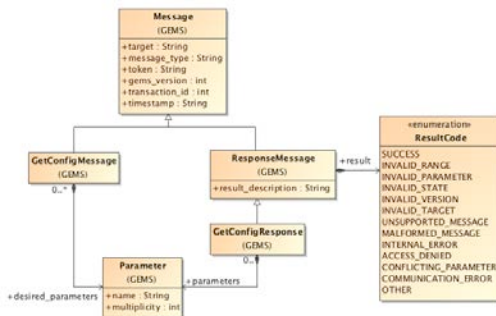 Message
(GEMS)
+target : String
+message_type : String
+token : String
+gems_version : int
+transaction_id : int
+timestamp : String
GetConfigMessage
(GEMS)
0..*
ResponseMessage
(GEMS)
+result_description : String
+result
«enumeration»
ResultCode
SUCCESS
INVALID_RANGE
INVALID_PARAMETER
INVALID_STATE
INVALID_VERSION
INVALID_TARGET
UNSUPPORTED_MESSAGE
MALFORMED_MESSAGE
INTERNAL_ERROR
ACCESS_DENIED
CONFLICTING_PARAMETER
COMMUNICATION_ERROR
OTHER
GetConfigResponse
(GEMS)
Parameter
(GEMS)
+name : String
+multiplicity : int
+desired_parameters
+parameters